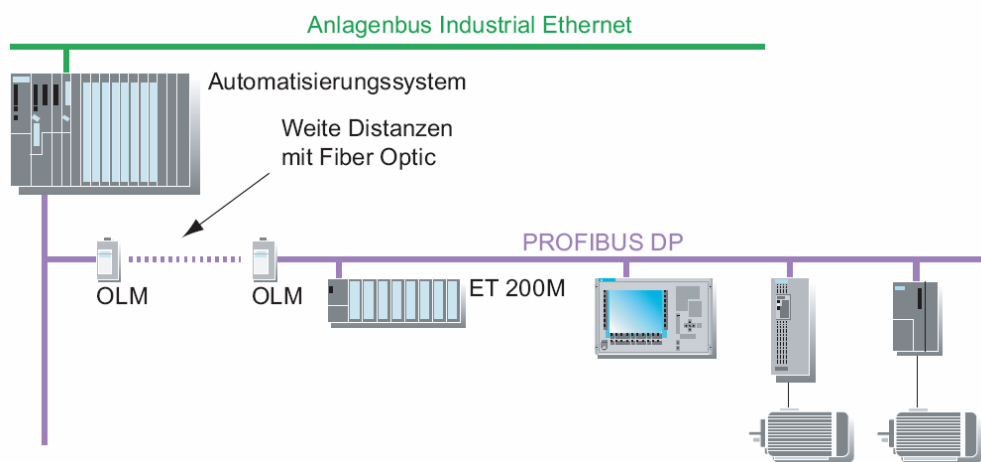 Anlagenbus Industrial Ethernet
Automatisierungssystem
Weite Distanzen
mit Fiber Optic
PROFIBUS DP
OLM
OLM
ET 200M